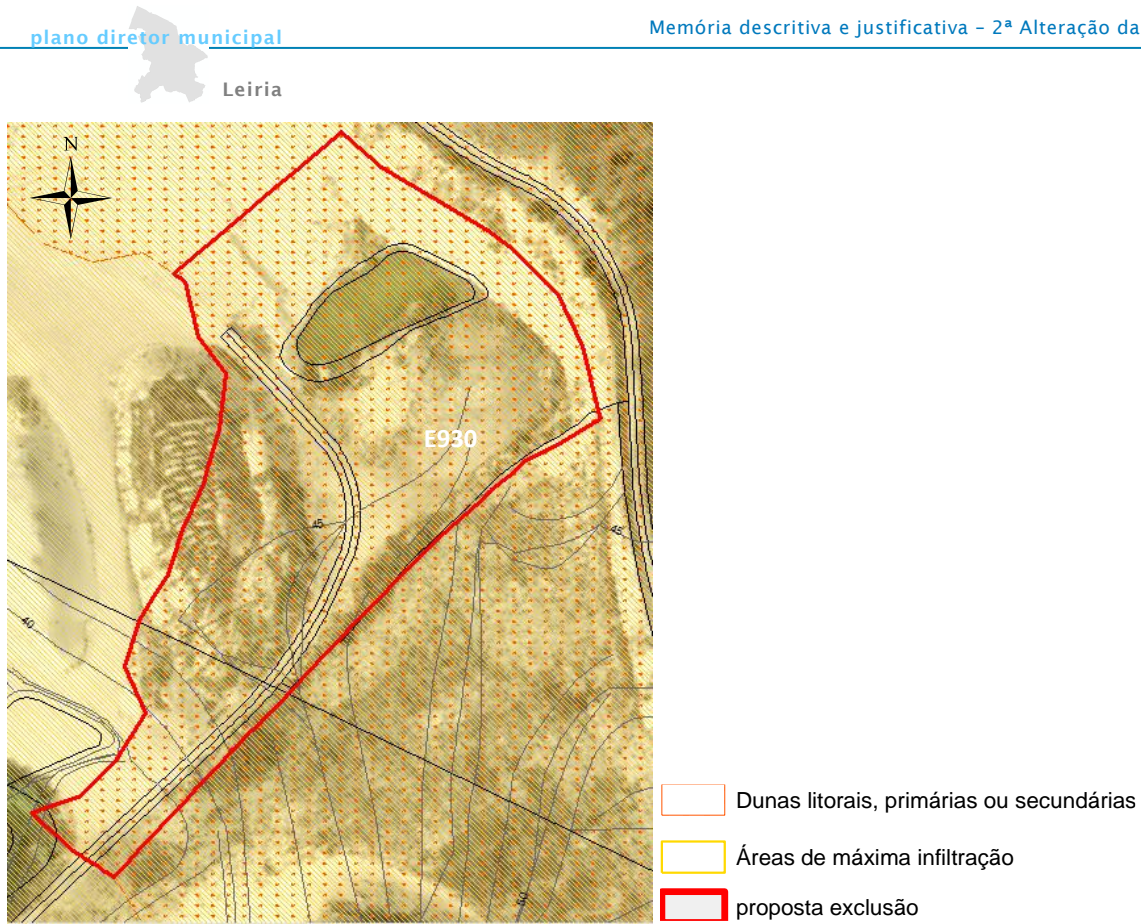 plano diretor municipal
Memória descritiva e justificativa – 2ª Alteração da
Leiria
N
E930
45
45
40
50
Dunas litorais, primárias ou secundárias
Áreas de máxima infiltração
proposta exclusão